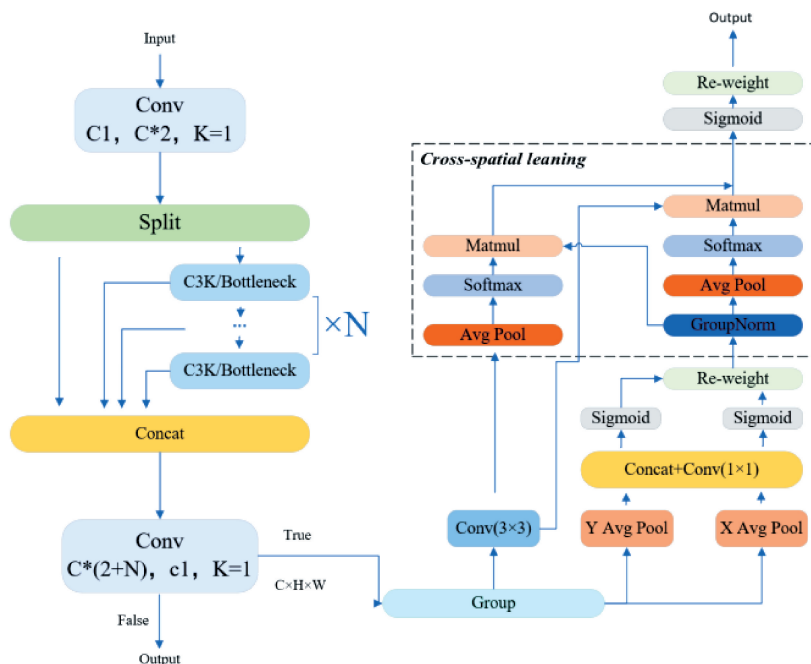 Input
Conv
C1, C*2, K=1
Split
C3K/Bottleneck
...
×N
C3K/Bottleneck
Concat
Conv
C*(2+N), c1, K=1
True
C×H×W
False
Output
Output
Re-weight
Sigmoid
Cross-spatial leaning
Matmul
Matmul
Softmax
Softmax
Avg Pool
Avg Pool
GroupNorm
Re-weight
Sigmoid
Sigmoid
Concat+Conv(1×1)
Conv(3×3)
Y Avg Pool
X Avg Pool
Group